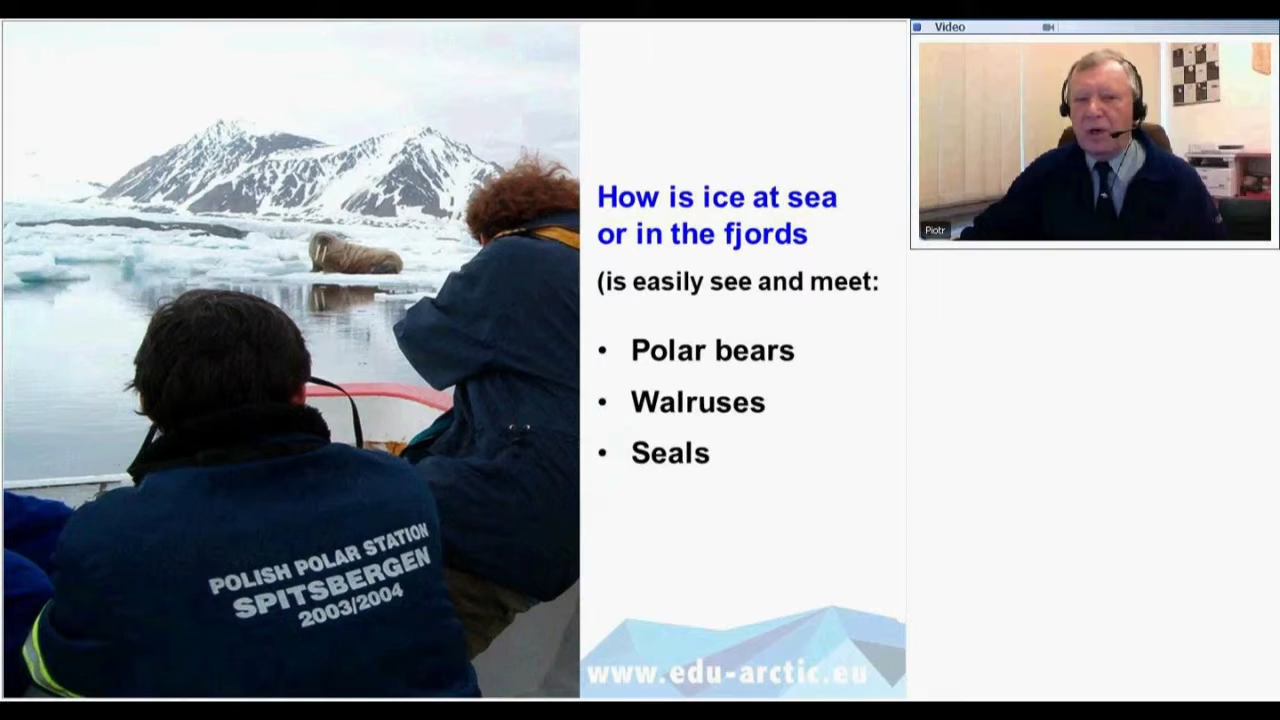 Video
Piotr
How is ice at sea
or in the fjords
(is easily see and meet:
• Polar bears
• Walruses
• Seals
POLISH POLAR STATION
SPITSBERGEN
2003/2004
www.edu-arctic.eu